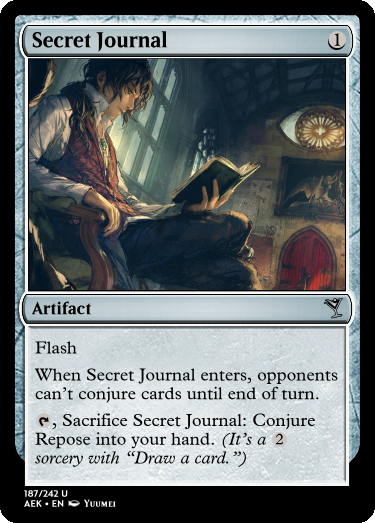 Secret Journal 1
Artifact
Flash
When Secret Journal enters, opponents
can't conjure cards until end of turn.
, Sacrifice Secret Journal: Conjure
Repose into your hand. (It's a 2
sorcery with “Draw a card.”)
187/242 U
AEK • EN Yuumei